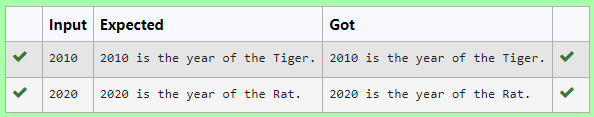 Input Expected Got
2010 2010 is the year of the Tiger. 2010 is the year of the Tiger.
2020 2020 is the year of the Rat. 2020 is the year of the Rat.